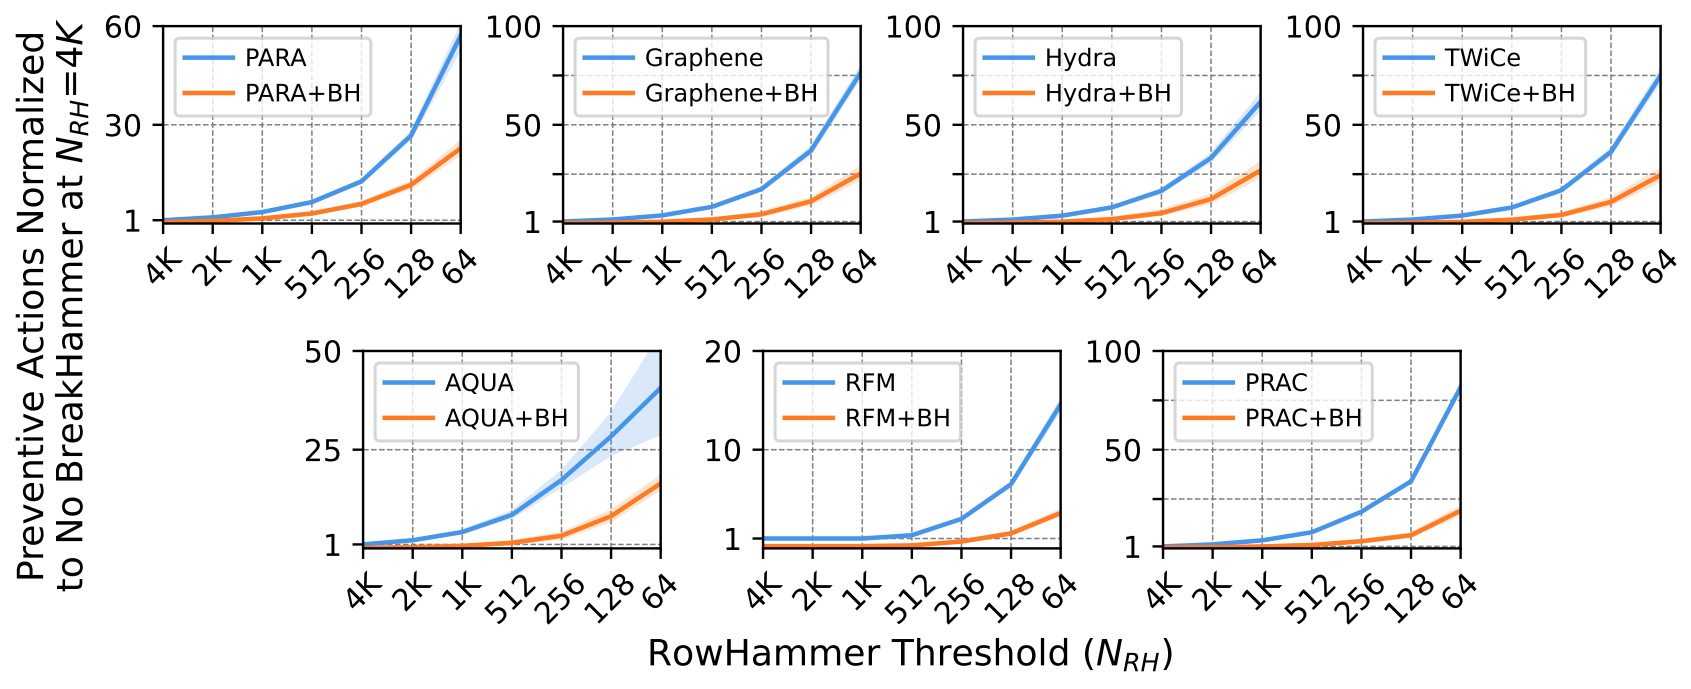 Preventive Actions Normalized
to No BreakHammer at N_RH=4K
60
30
1
PARA
PARA+BH
4K 2K 1K 512 256 128 64
100
50
1
Graphene
Graphene+BH
4K 2K 1K 512 256 128 64
100
50
1
Hydra
Hydra+BH
4K 2K 1K 512 256 128 64
100
50
1
TWiCe
TWiCe+BH
4K 2K 1K 512 256 128 64
50
25
1
AQUA
AQUA+BH
4K 2K 1K 512 256 128 64
20
10
1
RFM
RFM+BH
4K 2K 1K 512 256 128 64
100
50
1
PRAC
PRAC+BH
4K 2K 1K 512 256 128 64
RowHammer Threshold (N_RH)